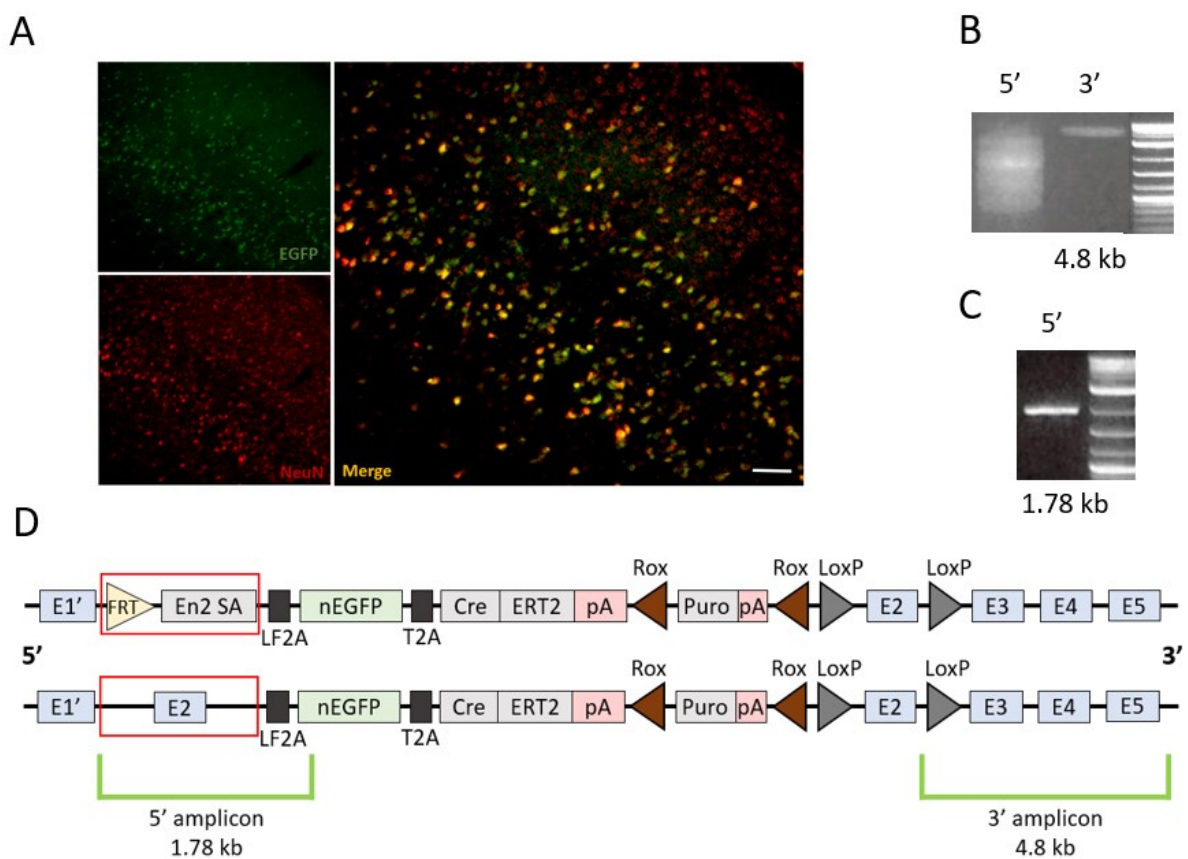 A
EGFP
NeuN
Merge
B
5’ 3’
4.8 kb
C
5’
1.78 kb
D
Rox Rox LoxP LoxP
E1’ FRT En2 SA nEGFP Cre ERT2 pA Puro pA E2 E3 E4 E5
LF2A T2A
5’ 3’
Rox Rox LoxP LoxP
E1’ E2 nEGFP Cre ERT2 pA Puro pA E2 E3 E4 E5
LF2A T2A
5’ amplicon
1.78 kb
3’ amplicon
4.8 kb